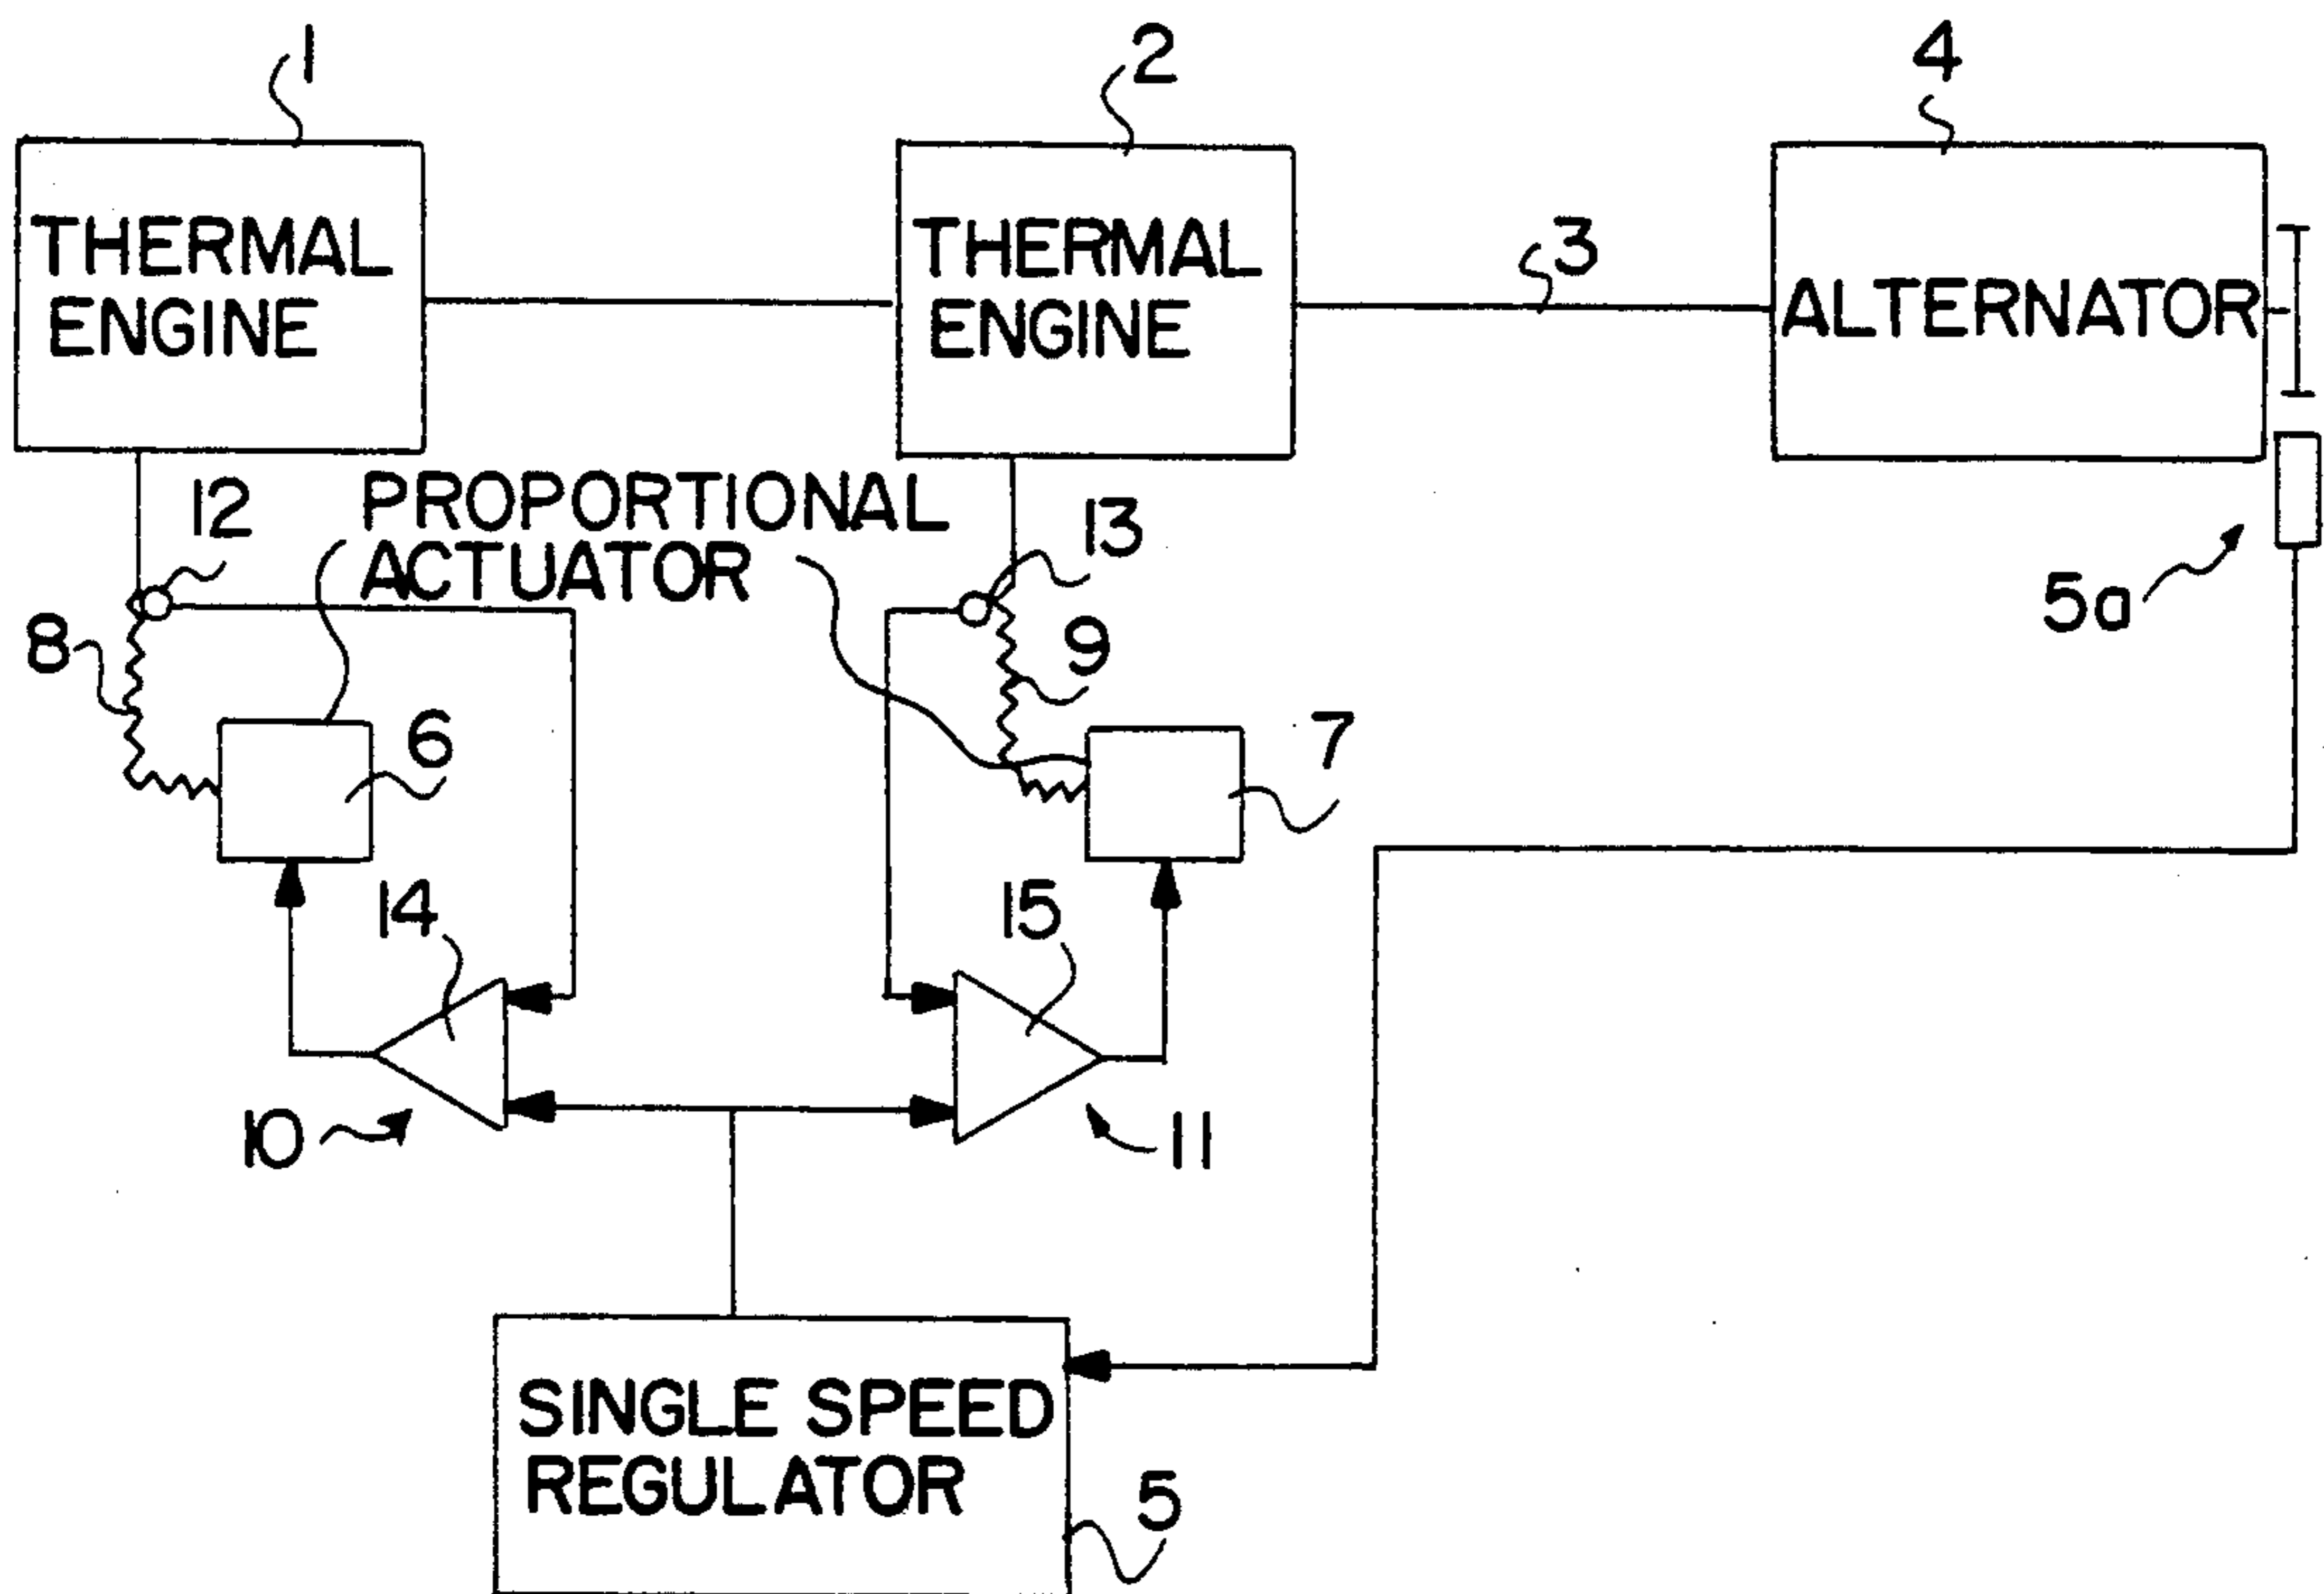 1
2
4
THERMAL
ENGINE
THERMAL
ENGINE
3
ALTERNATOR
12
PROPORTIONAL
ACTUATOR
13
5a
8
9
6
7
14
15
10
11
SINGLE SPEED
REGULATOR
5